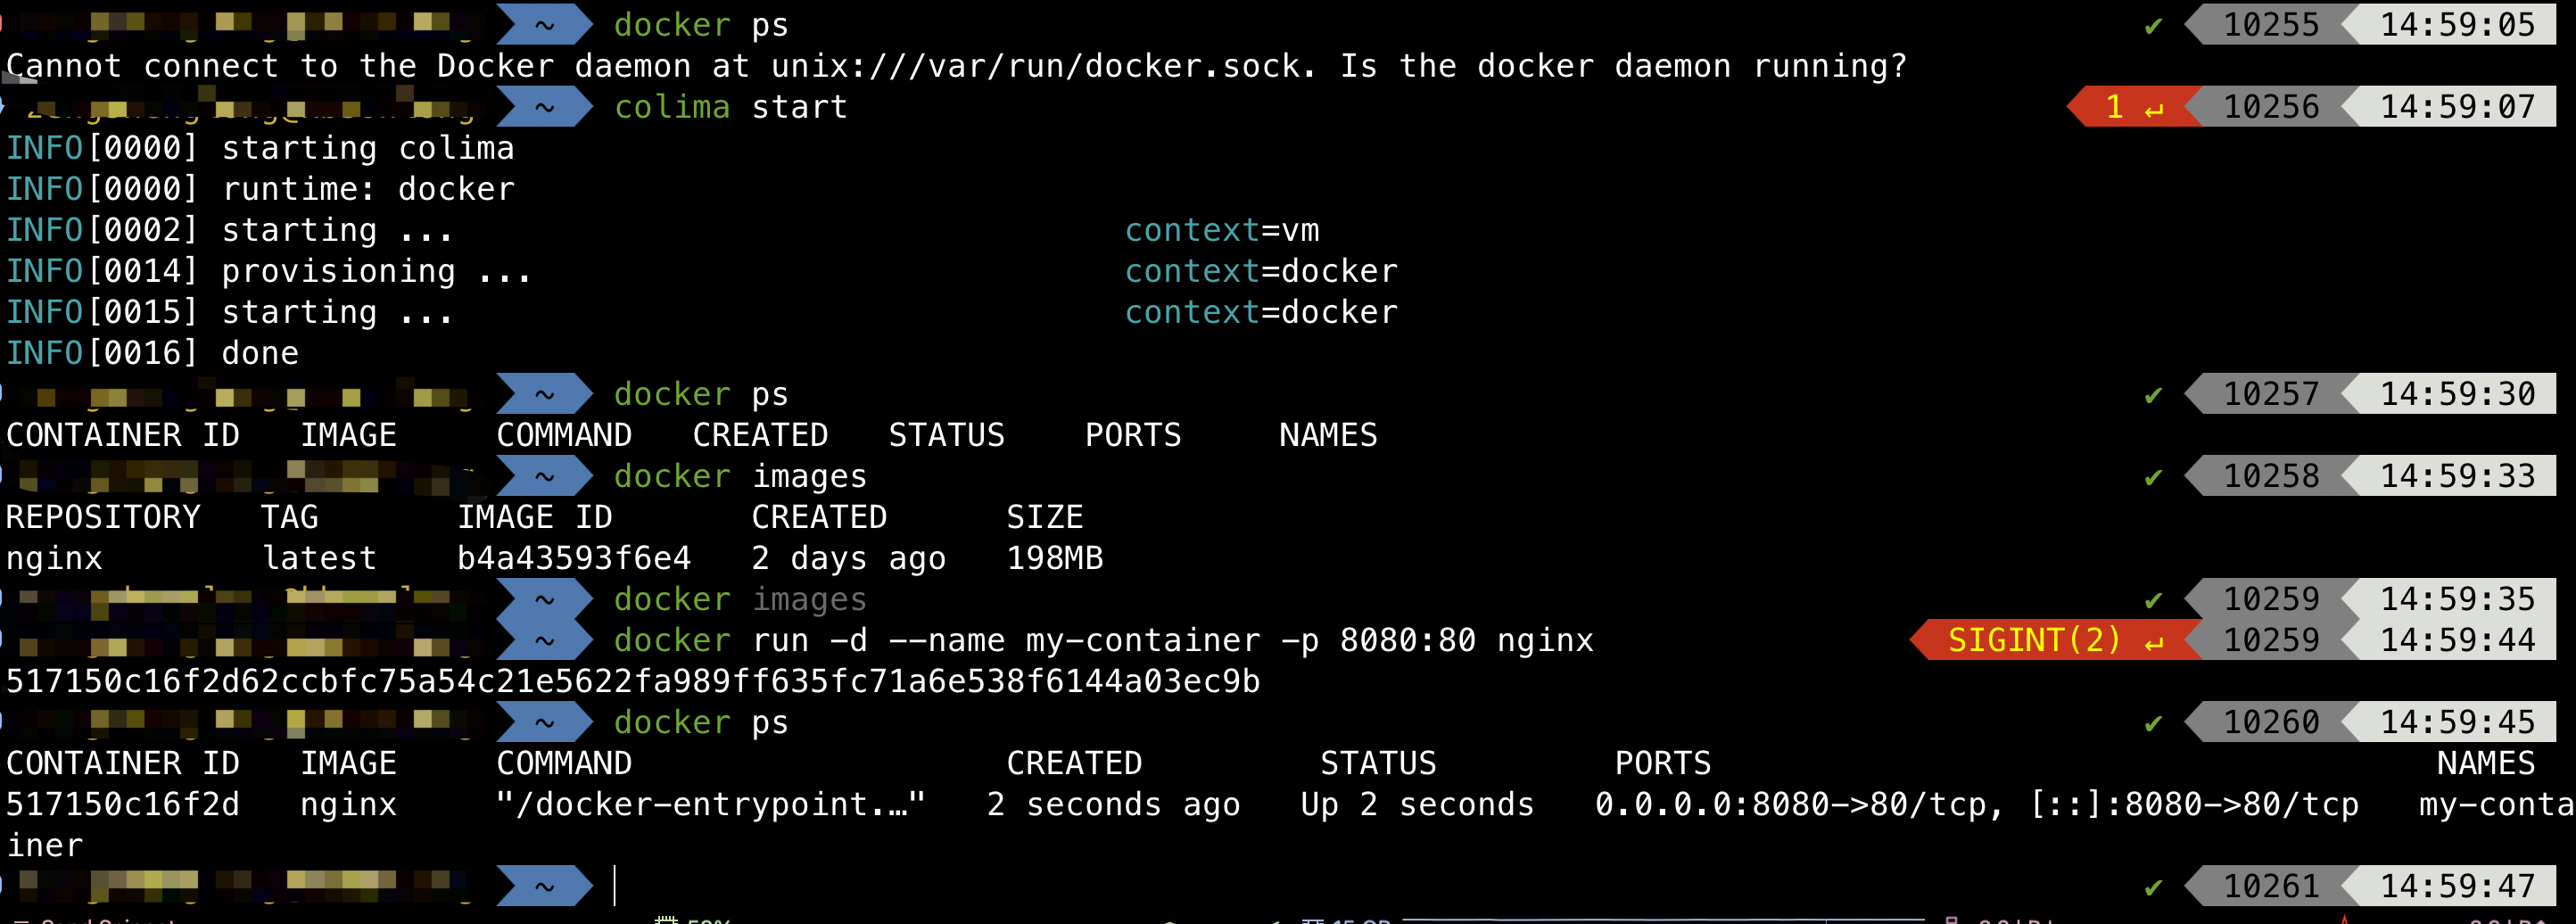 ~ docker ps ✔ 10255 14:59:05
Cannot connect to the Docker daemon at unix:///var/run/docker.sock. Is the docker daemon running?
~ colima start 1 ↵ 10256 14:59:07
INFO[0000] starting colima
INFO[0000] runtime: docker
INFO[0002] starting ... context=vm
INFO[0014] provisioning ... context=docker
INFO[0015] starting ... context=docker
INFO[0016] done
~ docker ps ✔ 10257 14:59:30
CONTAINER ID IMAGE COMMAND CREATED STATUS PORTS NAMES
~ docker images ✔ 10258 14:59:33
REPOSITORY TAG IMAGE ID CREATED SIZE
nginx latest b4a43593f6e4 2 days ago 198MB
~ docker images ✔ 10259 14:59:35
~ docker run -d --name my-container -p 8080:80 nginx SIGINT(2) ↵ 10259 14:59:44
517150c16f2d62ccbfc75a54c21e5622fa989ff635fc71a6e538f6144a03ec9b
~ docker ps ✔ 10260 14:59:45
CONTAINER ID IMAGE COMMAND CREATED STATUS PORTS NAMES
517150c16f2d nginx "/docker-entrypoint.…" 2 seconds ago Up 2 seconds 0.0.0.0:8080->80/tcp, [::]:8080->80/tcp my-conta
iner
~ ✔ 10261 14:59:47